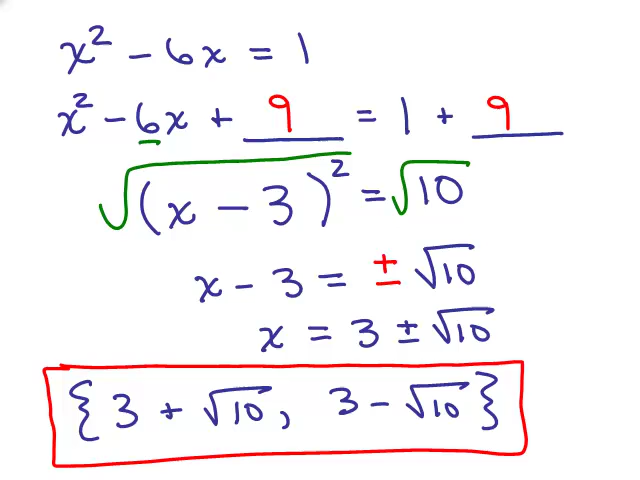 x² - 6x = 1
x² - 6x + 9 = 1 + 9
√(x - 3)² = √10
x - 3 = ± √10
x = 3 ± √10
{3 + √10, 3 - √10}